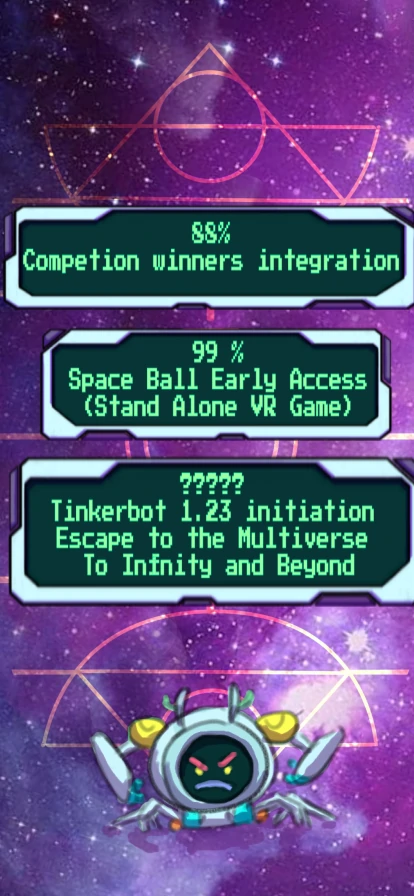 88%
Competion winners integration
99 %
Space Ball Early Access
(Stand Alone VR Game)
?????
Tinkerbot 1.23 initiation
Escape to the Multiverse
To Infnity and Beyond